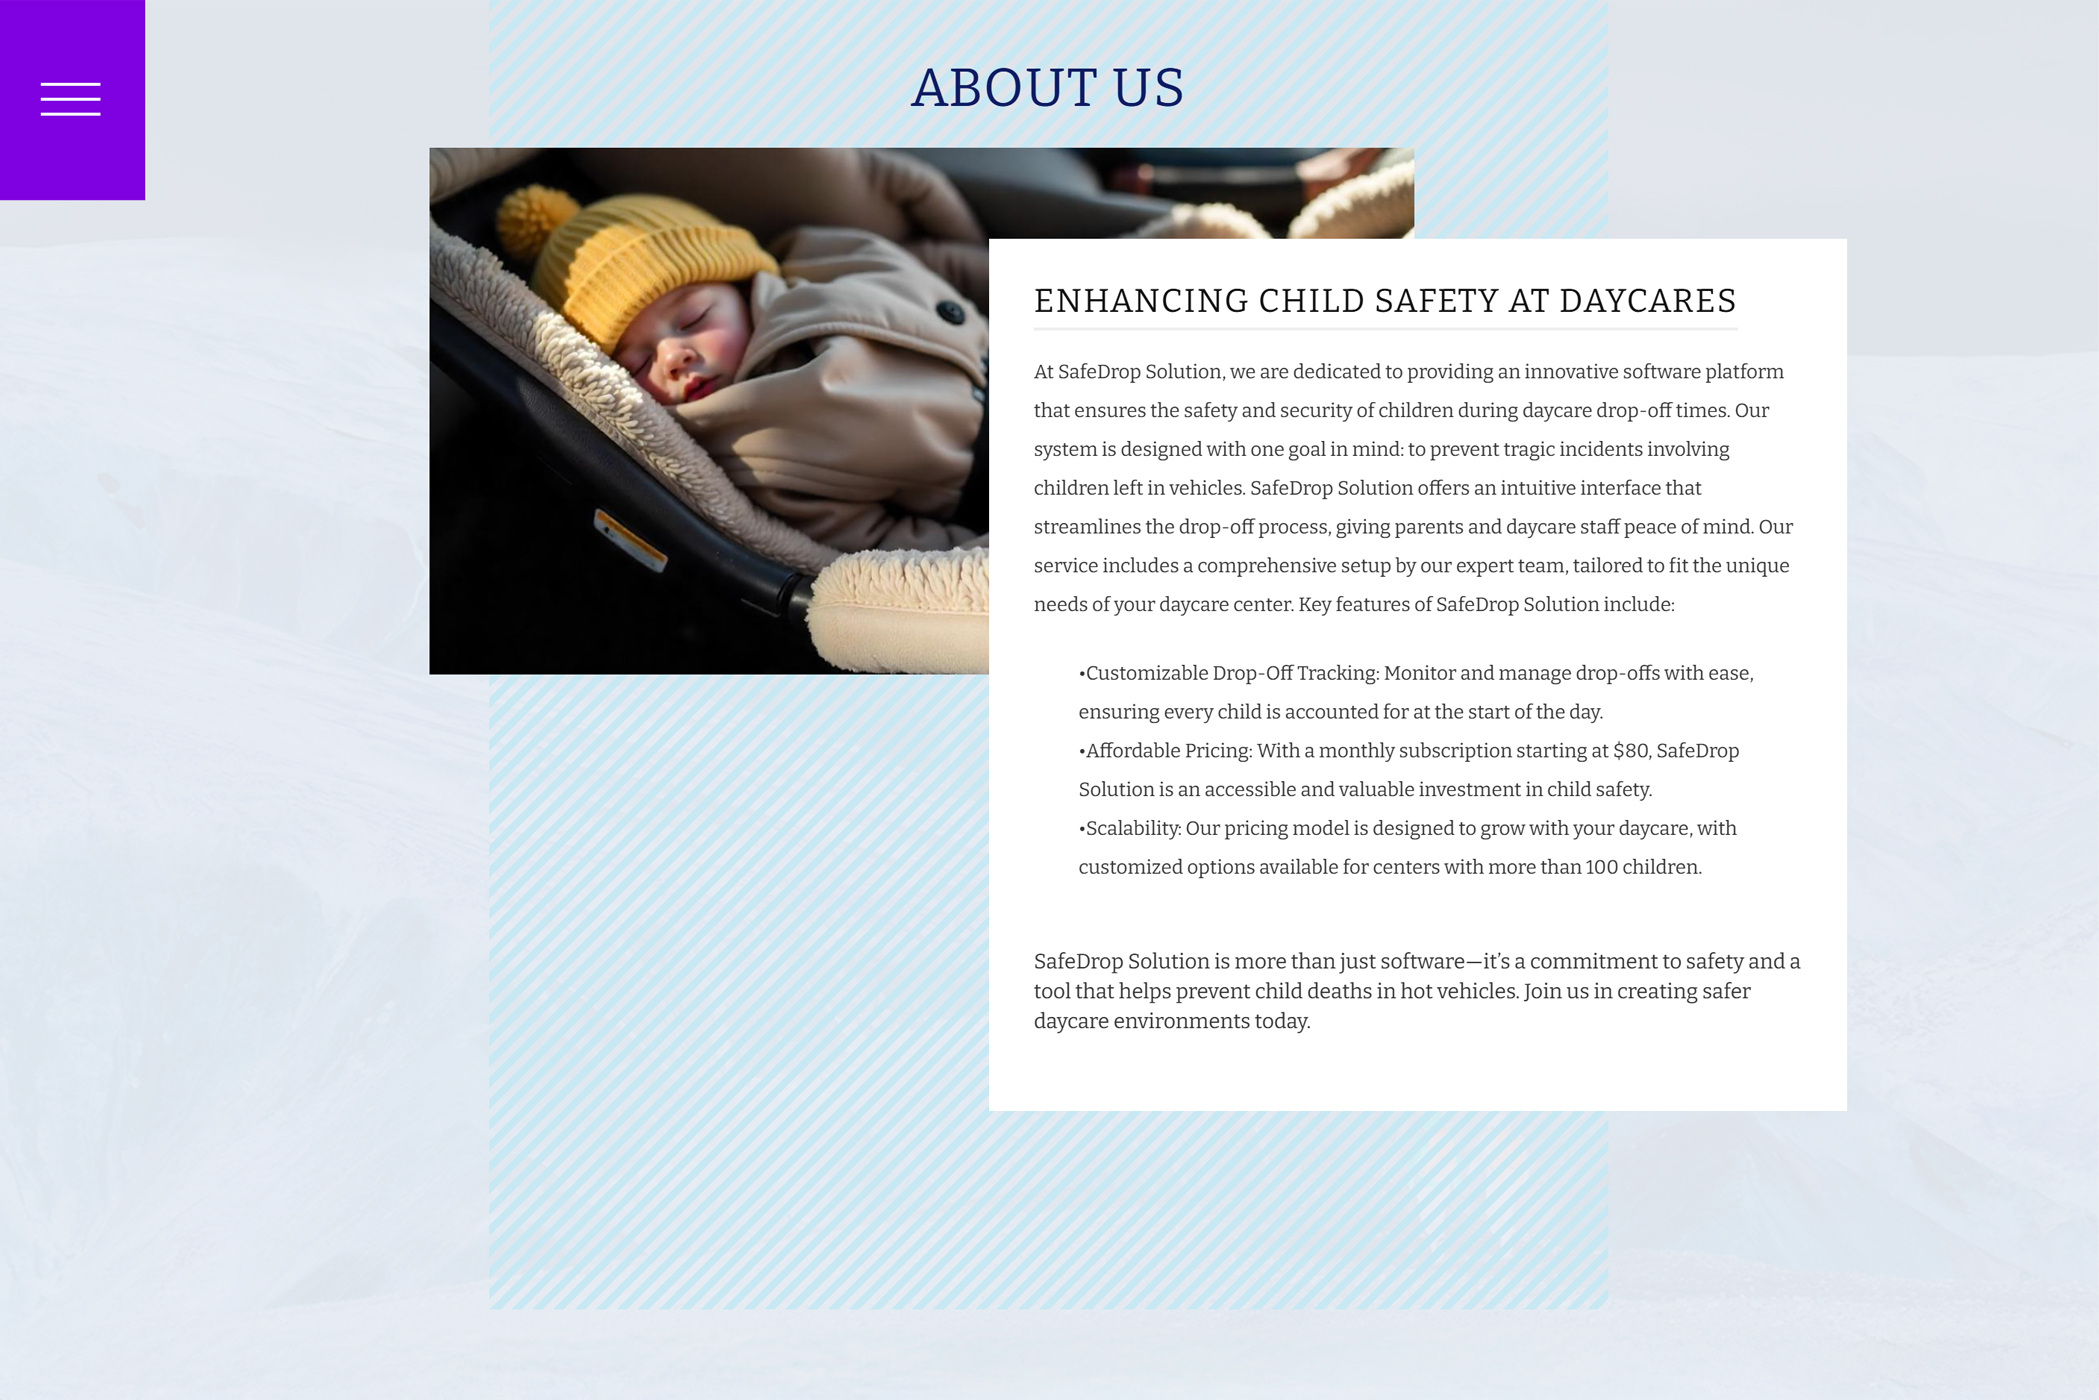 ABOUT US
ENHANCING CHILD SAFETY AT DAYCARES
At SafeDrop Solution, we are dedicated to providing an innovative software platform
that ensures the safety and security of children during daycare drop-off times. Our
system is designed with one goal in mind: to prevent tragic incidents involving
children left in vehicles. SafeDrop Solution offers an intuitive interface that
streamlines the drop-off process, giving parents and daycare staff peace of mind. Our
service includes a comprehensive setup by our expert team, tailored to fit the unique
needs of your daycare center. Key features of SafeDrop Solution include:
•Customizable Drop-Off Tracking: Monitor and manage drop-offs with ease,
ensuring every child is accounted for at the start of the day.
•Affordable Pricing: With a monthly subscription starting at $80, SafeDrop
Solution is an accessible and valuable investment in child safety.
•Scalability: Our pricing model is designed to grow with your daycare, with
customized options available for centers with more than 100 children.
SafeDrop Solution is more than just software—it’s a commitment to safety and a
tool that helps prevent child deaths in hot vehicles. Join us in creating safer
daycare environments today.